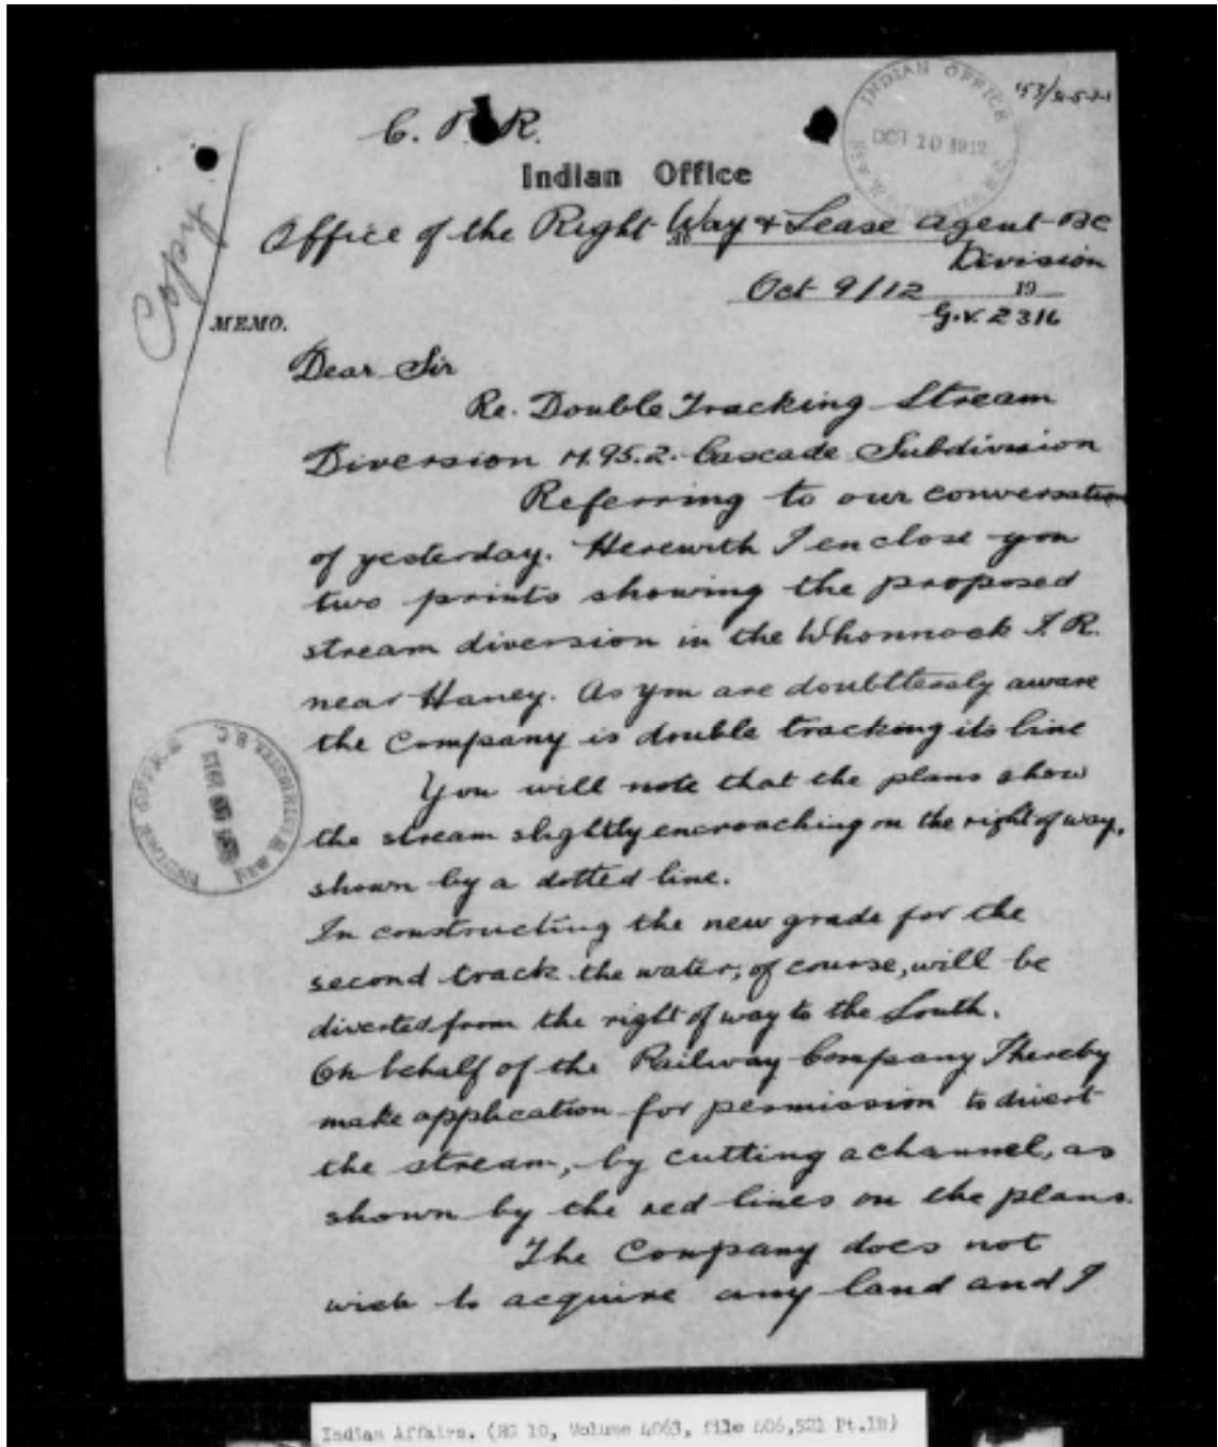 C. P. R.
INDIAN OFFICE
OCT 10 1912
Indian Office
Copy
Office of the Right Way & Lease Agent BC
Division
Oct 9/12 19
G.V. 2316
MEMO.
Dear Sir
Re. Double Tracking Stream
Diversion M.95.2. Cascade Subdivision
Referring to our conversation
of yesterday. Herewith I enclose you
two prints showing the proposed
stream diversion in the Whonnock I.R.
near Haney. As you are doubttlessly aware
the Company is double tracking its line
You will note that the plans show
the stream slightly encroaching on the right of way,
shown by a dotted line.
In constructing the new grade for the
second track the water, of course, will be
diverted from the right of way to the South.
On behalf of the Railway Company I hereby
make application for permission to divert
the stream, by cutting a channel, as
shown by the red lines on the plans.
The Company does not
wish to acquire any land and I
Indian Affairs. (RG 10, Volume 4063, file 406,521 Pt.1B)